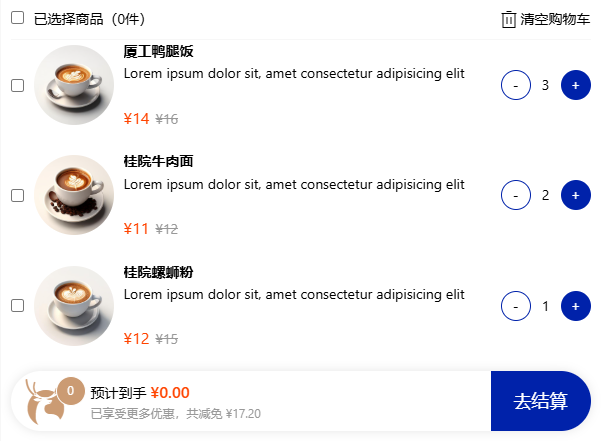 已选择商品（0件）
清空购物车
厦工鸭腿饭
Lorem ipsum dolor sit, amet consectetur adipisicing elit
- 3 +
¥14 ¥16
桂院牛肉面
Lorem ipsum dolor sit, amet consectetur adipisicing elit
- 2 +
¥11 ¥12
桂院螺蛳粉
Lorem ipsum dolor sit, amet consectetur adipisicing elit
- 1 +
¥12 ¥15
0
预计到手 ¥0.00
已享受更多优惠，共减免 ¥17.20
去结算